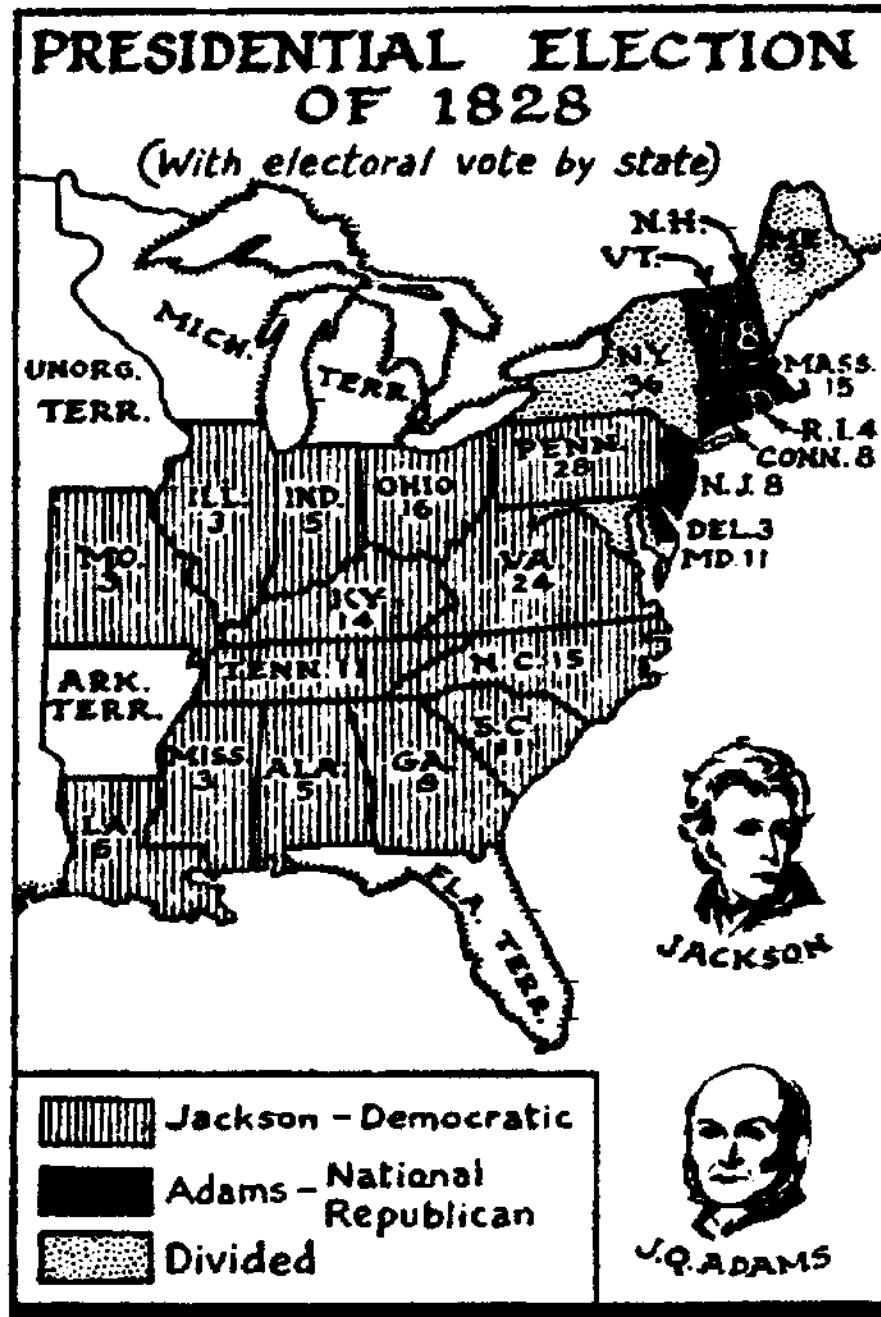 PRESIDENTIAL ELECTION
OF 1828
(With electoral vote by state)
N.H.
VT.
ME.
9
8
MICH.
TERR.
N.Y.
36
UNORG.
TERR.
MASS.
15
R.I.4
CONN.8
PENN.
28
N.J.8
ILL.
3
IND.
5
OHIO
16
DEL.3
MD.11
MO.
3
VA.
24
KY.
14
TENN. 11
N.C. 15
ARK.
TERR.
S.C.
11
MISS.
3
ALA.
5
GA.
9
LA.
5
FLA. TERR.
JACKSON
Jackson – Democratic
Adams – National
Republican
Divided
J.Q.ADAMS